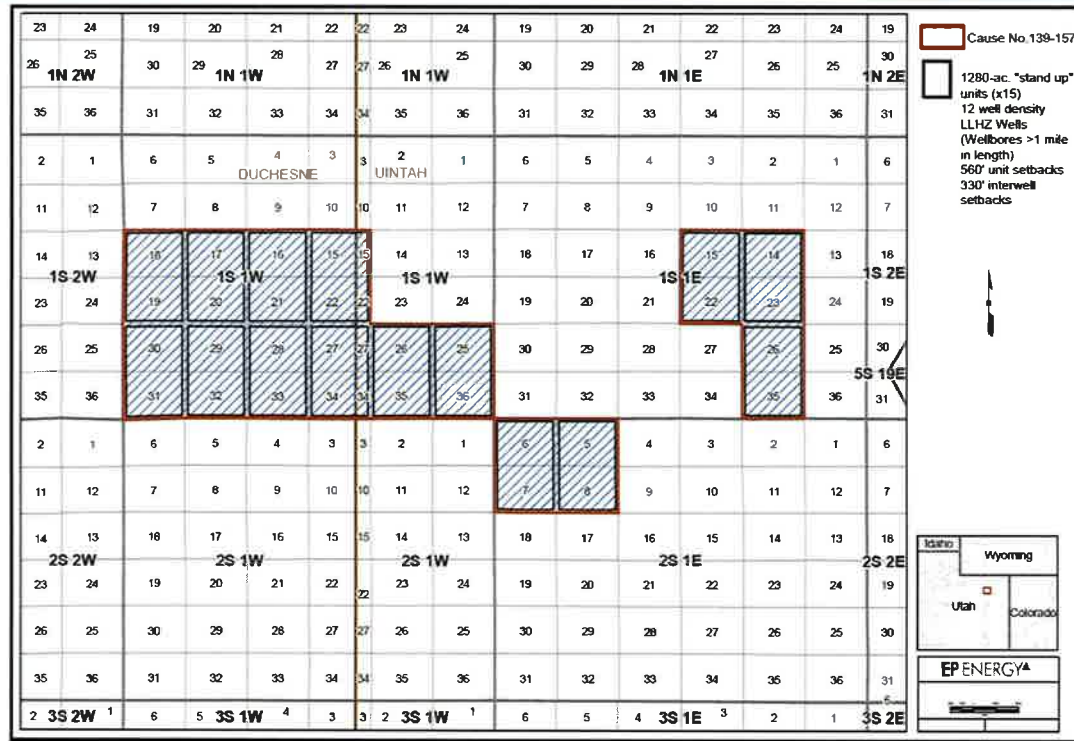 23 24 19 20 21 22 22 23 24 19 20 21 22 23 24 19
26 25 30 29 28 27 27 26 25 30 29 28 27 26 25 30
1N 2W 1N 1W 1N 1W 1N 1E 1N 2E
35 36 31 32 33 34 34 35 36 31 32 33 34 35 36 31
2 1 6 5 4 3 3 2 1 6 5 4 3 2 1 6
DUCHESNE UINTAH
11 12 7 8 9 10 10 11 12 7 8 9 10 11 12 7
14 13 18 17 16 15 15 14 13 18 17 16 15 14 13 18
1S 2W 1S 1W 1S 1W 1S 1E 1S 2E
23 24 19 20 21 22 22 23 24 19 20 21 22 23 24 19
26 25 30 29 28 27 27 26 25 30 29 28 27 26 25 30
5S 19E
35 36 31 32 33 34 34 35 36 31 32 33 34 35 36 31
2 1 6 5 4 3 3 2 1 6 5 4 3 2 1 6
11 12 7 8 9 10 10 11 12 7 8 9 10 11 12 7
14 13 18 17 16 15 15 14 13 18 17 16 15 14 13 18
2S 2W 2S 1W 2S 1W 2S 1E 2S 2E
23 24 19 20 21 22 22 23 24 19 20 21 22 23 24 19
26 25 30 29 28 27 27 26 25 30 29 28 27 26 25 30
35 36 31 32 33 34 34 35 36 31 32 33 34 35 36 31
2 3S 2W 1 6 5 3S 1W 4 3 3 2 3S 1W 1 6 5 4 3S 1E 3 2 1 6 3S 2E
Cause No.139-157
1280-ac. "stand up"
units (x15)
12 well density
LLHZ Wells
(Wellbores >1 mile
in length)
560' unit setbacks
330' interwell
setbacks
Idaho
Wyoming
Utah
Colorado
EP ENERGY